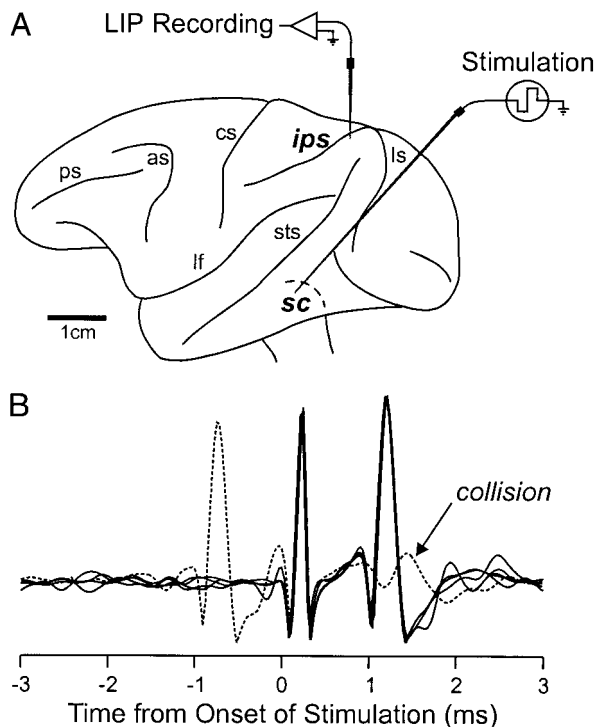 A
LIP Recording
Stimulation
cs
ips
ls
as
ps
sts
lf
sc
1cm
B
collision
-3 -2 -1 0 1 2 3
Time from Onset of Stimulation (ms)